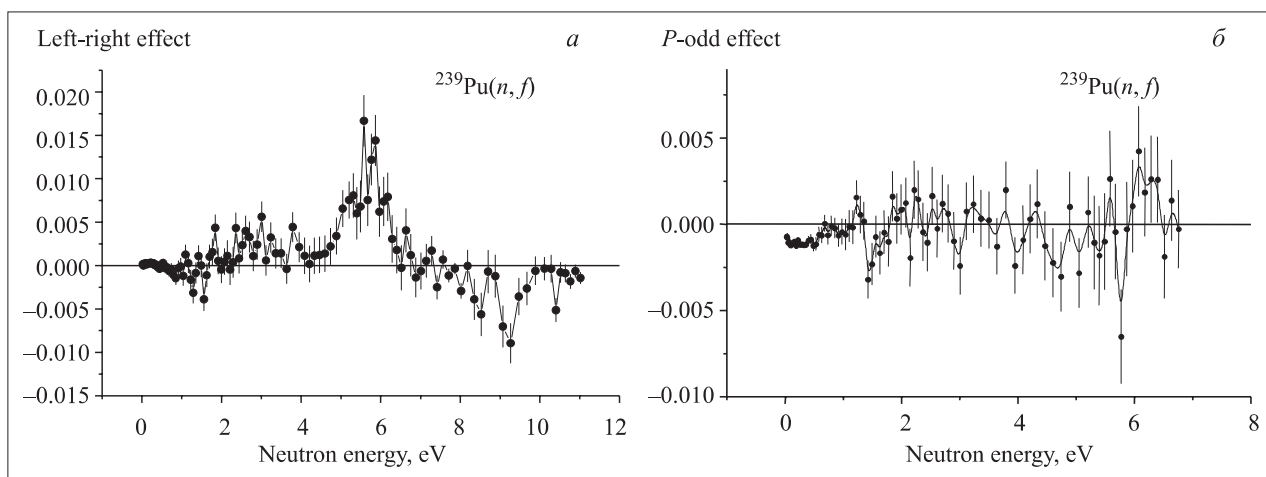 Left-right effect
а
²³⁹Pu(n, f)
0.020
0.015
0.010
0.005
0.000
–0.005
–0.010
–0.015
0 2 4 6 8 10 12
Neutron energy, eV
P-odd effect
б
²³⁹Pu(n, f)
0.005
0.000
–0.005
–0.010
0 2 4 6 8
Neutron energy, eV